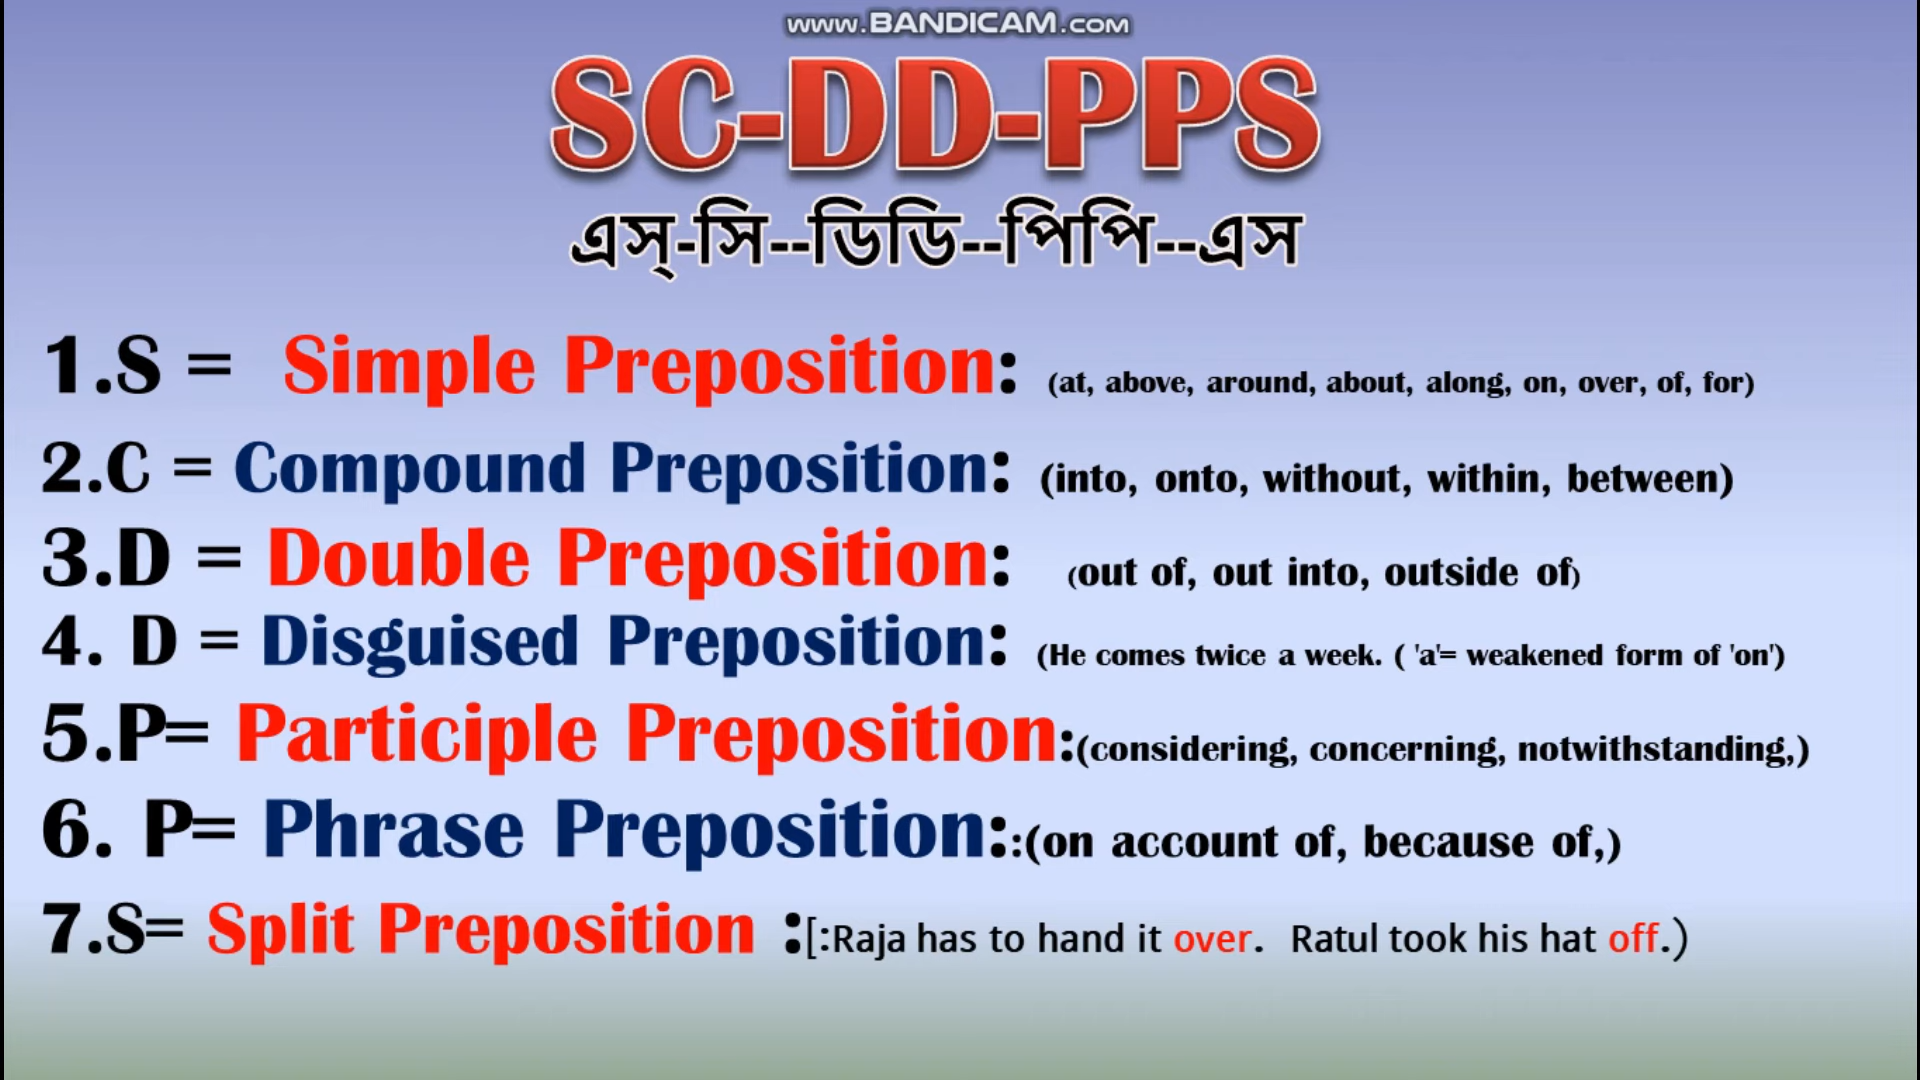 www.BANDICAM.com
SC-DD-PPS
এস্-সি--ডিডি--পিপি--এস
1.S = Simple Preposition: (at, above, around, about, along, on, over, of, for)
2.C = Compound Preposition: (into, onto, without, within, between)
3.D = Double Preposition: (out of, out into, outside of)
4. D = Disguised Preposition: (He comes twice a week. ( 'a'= weakened form of 'on')
5.P= Participle Preposition:(considering, concerning, notwithstanding,)
6. P= Phrase Preposition::(on account of, because of,)
7.S= Split Preposition :[:Raja has to hand it over. Ratul took his hat off.)